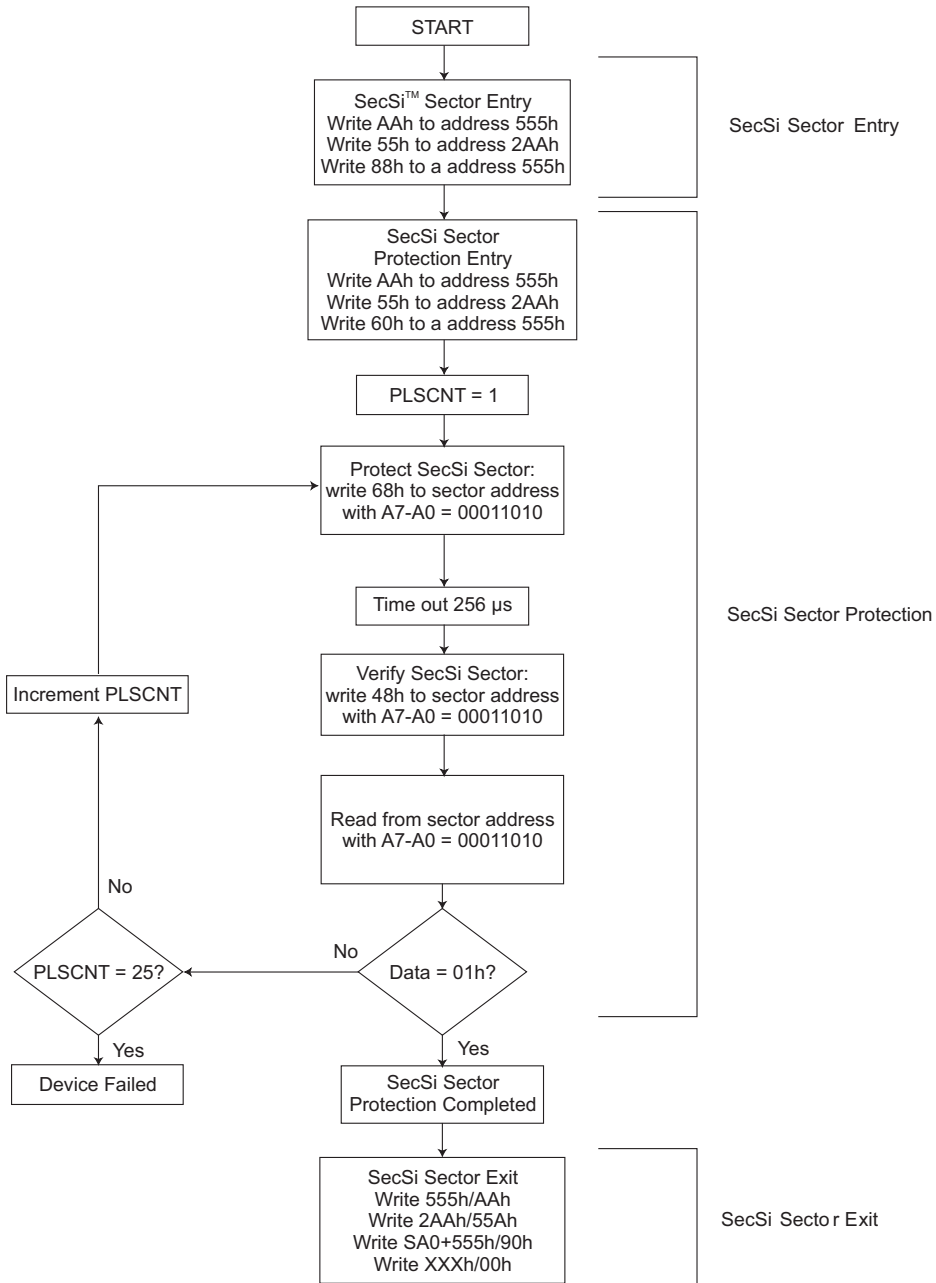 START
SecSi™ Sector Entry
Write AAh to address 555h
Write 55h to address 2AAh
Write 88h to a address 555h
SecSi Sector Entry
SecSi Sector
Protection Entry
Write AAh to address 555h
Write 55h to address 2AAh
Write 60h to a address 555h
PLSCNT = 1
Protect SecSi Sector:
write 68h to sector address
with A7-A0 = 00011010
Time out 256 µs
SecSi Sector Protection
Verify SecSi Sector:
write 48h to sector address
with A7-A0 = 00011010
Increment PLSCNT
Read from sector address
with A7-A0 = 00011010
No
No
PLSCNT = 25?
Data = 01h?
Yes
Yes
Device Failed
SecSi Sector
Protection Completed
SecSi Sector Exit
Write 555h/AAh
Write 2AAh/55Ah
Write SA0+555h/90h
Write XXXh/00h
SecSi Sector Exit